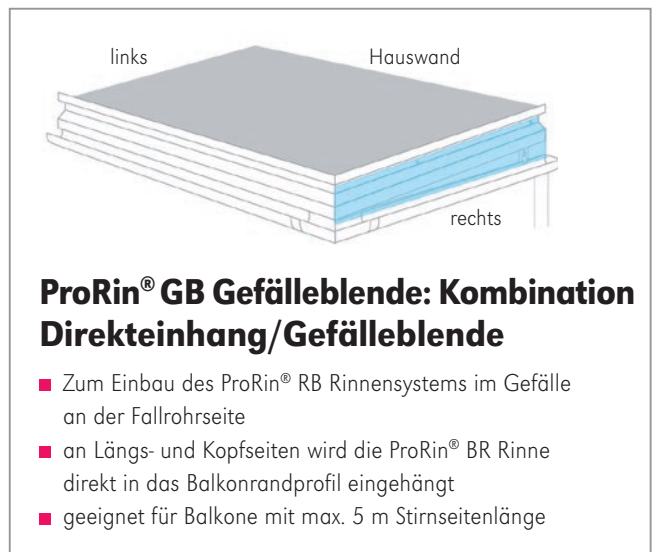 links
Hauswand
rechts
ProRin® GB Gefälleblende: Kombination
Direkteinhang/Gefälleblende
■ Zum Einbau des ProRin® RB Rinnensystems im Gefälle
an der Fallrohrseite
■ an Längs- und Kopfseiten wird die ProRin® BR Rinne
direkt in das Balkonrandprofil eingehängt
■ geeignet für Balkone mit max. 5 m Stirnseitenlänge